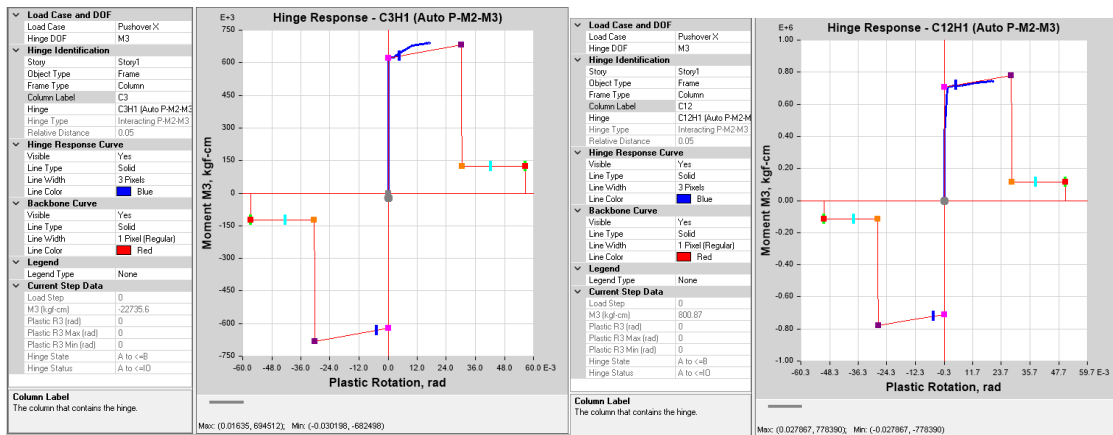 Load Case and DOF
Load Case Pushover X
Hinge DOF M3
Hinge Identification
Story Story1
Object Type Frame
Frame Type Column
Column Label C3
Hinge C3H1 (Auto P-M2-M3
Hinge Type Interacting P-M2-M3
Relative Distance 0.05
Hinge Response Curve
Visible Yes
Line Type Solid
Line Width 3 Pixels
Line Color Blue
Backbone Curve
Visible Yes
Line Type Solid
Line Width 1 Pixel (Regular)
Line Color Red
Legend
Legend Type None
Current Step Data
Load Step 0
M3 (kgf-cm) -22735.6
Plastic R3 (rad) 0
Plastic R3 Max (rad) 0
Plastic R3 Min (rad) 0
Hinge State A to <=B
Hinge Status A to <=IO
Column Label
The column that contains the hinge.
Hinge Response - C3H1 (Auto P-M2-M3)
E+3
750
600
450
300
150
0
-150
-300
-450
-600
-750
Moment M3, kgf-cm
-60.0 -48.0 -36.0 -24.0 -12.0 0.0 12.0 24.0 36.0 48.0 60.0 E-3
Plastic Rotation, rad
Max: (0.01635, 694512); Min: (-0.030198, -682498)
Load Case and DOF
Load Case Pushover X
Hinge DOF M3
Hinge Identification
Story Story1
Object Type Frame
Frame Type Column
Column Label C12
Hinge C12H1 (Auto P-M2-M
Hinge Type Interacting P-M2-M3
Relative Distance 0.05
Hinge Response Curve
Visible Yes
Line Type Solid
Line Width 3 Pixels
Line Color Blue
Backbone Curve
Visible Yes
Line Type Solid
Line Width 1 Pixel (Regular)
Line Color Red
Legend
Legend Type None
Current Step Data
Load Step 0
M3 (kgf-cm) 800.87
Plastic R3 (rad) 0
Plastic R3 Max (rad) 0
Plastic R3 Min (rad) 0
Hinge State A to <=B
Hinge Status A to <=IO
Column Label
The column that contains the hinge.
Hinge Response - C12H1 (Auto P-M2-M3)
E+6
1.00
0.80
0.60
0.40
0.20
0.00
-0.20
-0.40
-0.60
-0.80
-1.00
Moment M3, kgf-cm
-60.3 -48.3 -36.3 -24.3 -12.3 -0.3 11.7 23.7 35.7 47.7 59.7 E-3
Plastic Rotation, rad
Max: (0.027867, 778390); Min: (-0.027867, -778390)